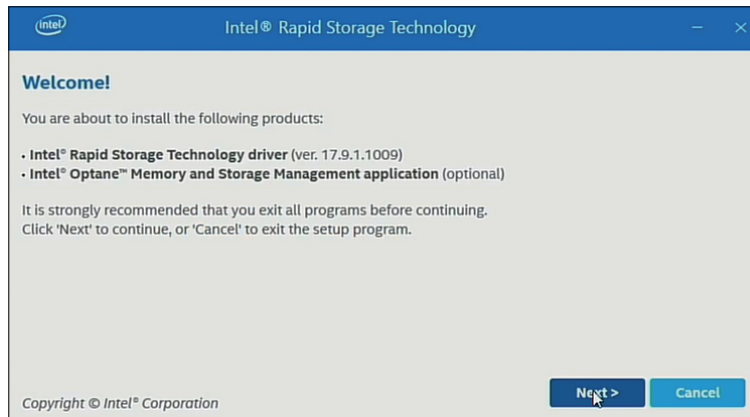 intel
Intel® Rapid Storage Technology
Welcome!
You are about to install the following products:
• Intel® Rapid Storage Technology driver (ver. 17.9.1.1009)
• Intel® Optane™ Memory and Storage Management application (optional)
It is strongly recommended that you exit all programs before continuing.
Click 'Next' to continue, or 'Cancel' to exit the setup program.
Next >
Cancel
Copyright © Intel® Corporation